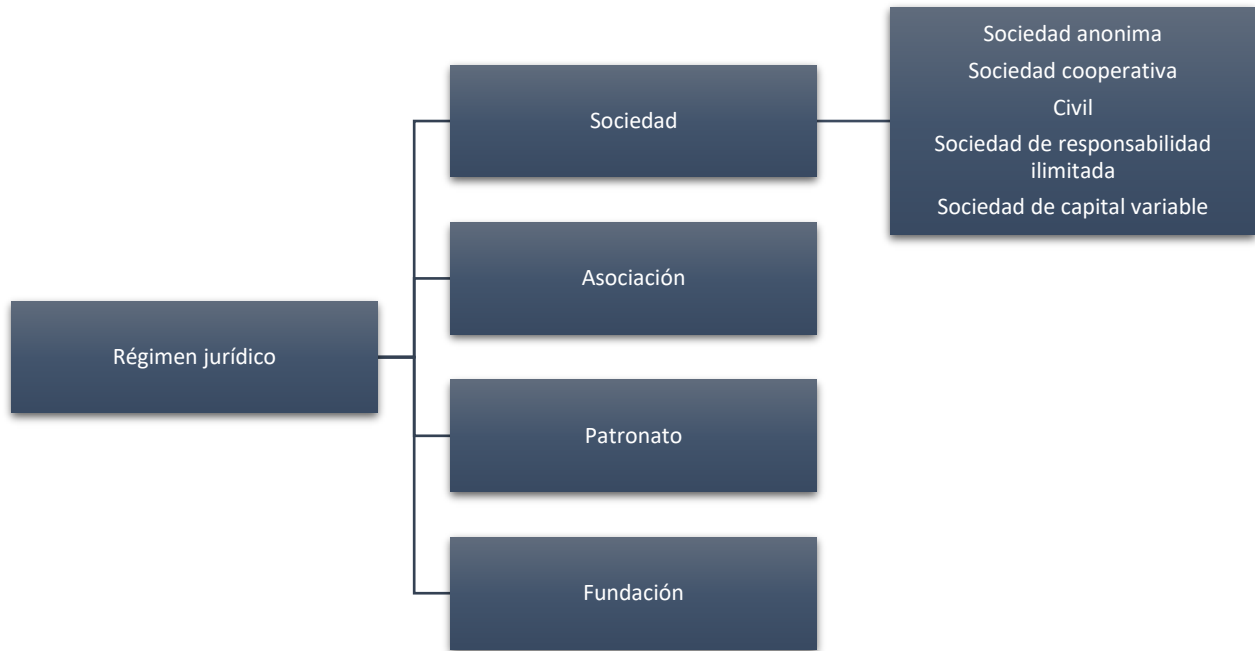 Régimen jurídico
Sociedad
Sociedad anonima
Sociedad cooperativa
Civil
Sociedad de responsabilidad
ilimitada
Sociedad de capital variable
Asociación
Patronato
Fundación